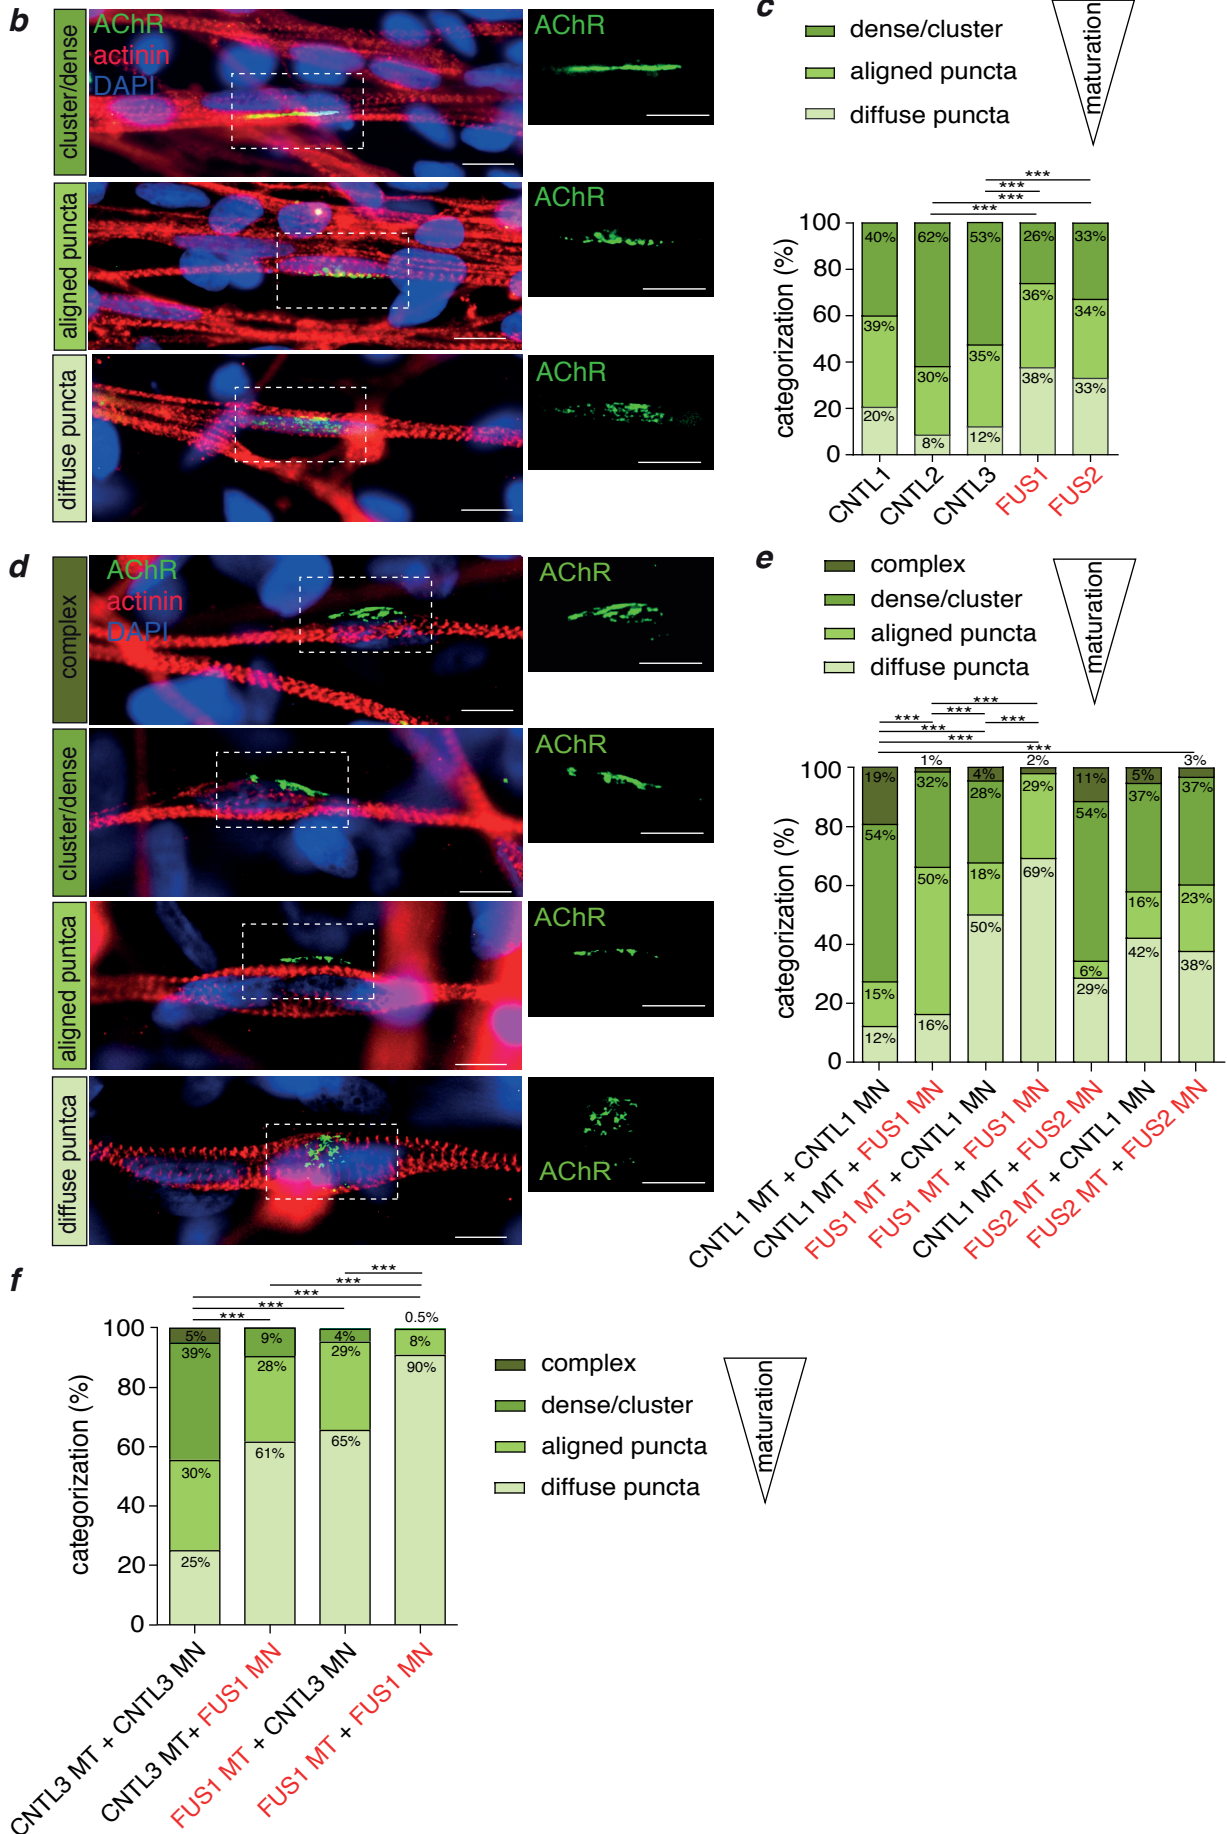 b
cluster/dense
AChR
actinin
DAPI
AChR
aligned puncta
AChR
diffuse puncta
AChR
c
dense/cluster
aligned puncta
diffuse puncta
maturation
***
***
***
***
categorization (%)
100
80
60
40
20
0
40%
39%
20%
62%
30%
8%
53%
35%
12%
26%
36%
38%
33%
34%
33%
CNTL1
CNTL2
CNTL3
FUS1
FUS2
d
complex
AChR
actinin
DAPI
AChR
cluster/dense
AChR
aligned puntca
AChR
diffuse puntca
AChR
e
complex
dense/cluster
aligned puncta
diffuse puncta
maturation
***
***
***
***
***
***
***
categorization (%)
100
80
60
40
20
0
19%
54%
15%
12%
1%
32%
50%
16%
4%
28%
18%
50%
2%
29%
69%
11%
54%
6%
29%
5%
37%
16%
42%
3%
37%
23%
38%
CNTL1 MT + CNTL1 MN
CNTL1 MT + FUS1 MN
FUS1 MT + CNTL1 MN
FUS1 MT + FUS1 MN
CNTL1 MT + FUS2 MN
FUS2 MT + CNTL1 MN
FUS2 MT + FUS2 MN
f
***
***
***
***
***
categorization (%)
100
80
60
40
20
0
5%
39%
30%
25%
9%
28%
61%
4%
29%
65%
0.5%
8%
90%
CNTL3 MT + CNTL3 MN
CNTL3 MT+ FUS1 MN
FUS1 MT + CNTL3 MN
FUS1 MT + FUS1 MN
complex
dense/cluster
aligned puncta
diffuse puncta
maturation